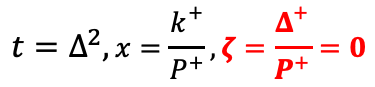 t = Δ², x = k⁺/P⁺, ζ = Δ⁺/P⁺ = 0